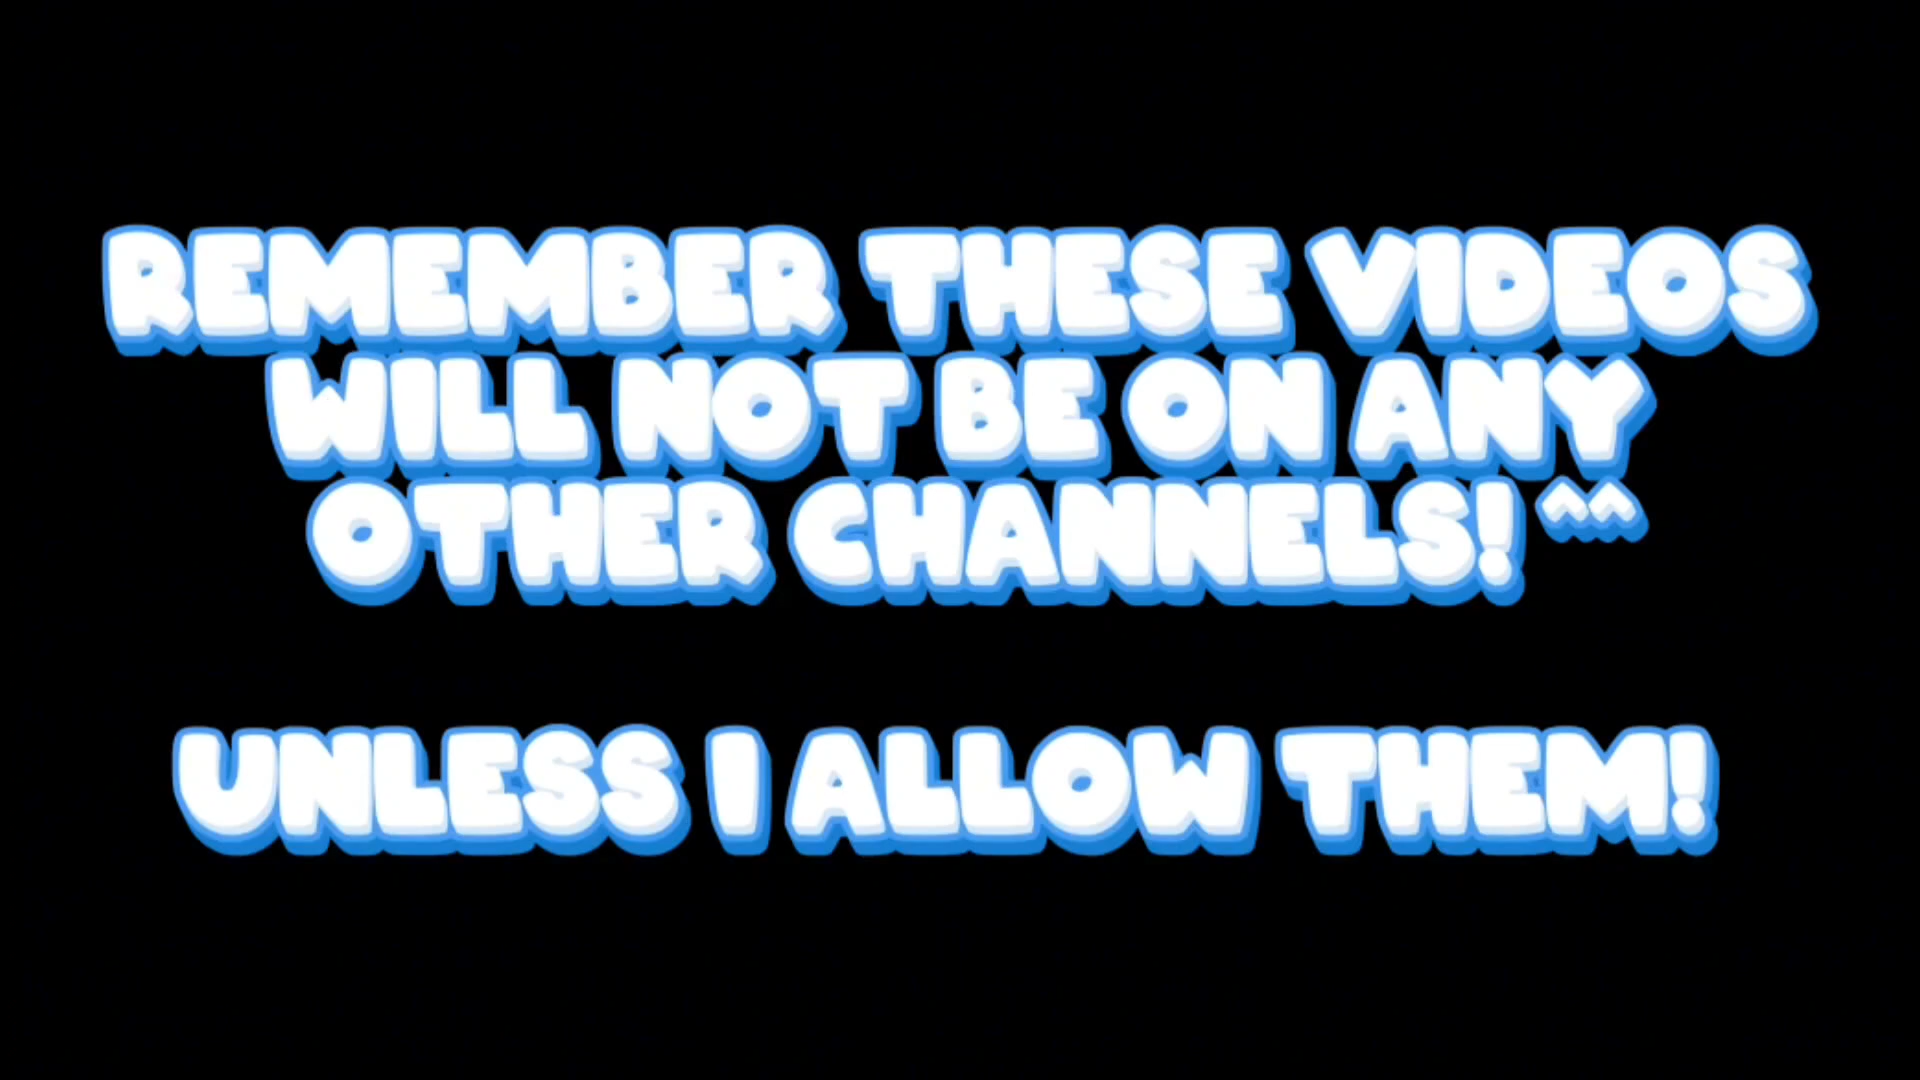 REMEMBER THESE VIDEOS
WILL NOT BE ON ANY
OTHER CHANNELS! ^^
UNLESS I ALLOW THEM!